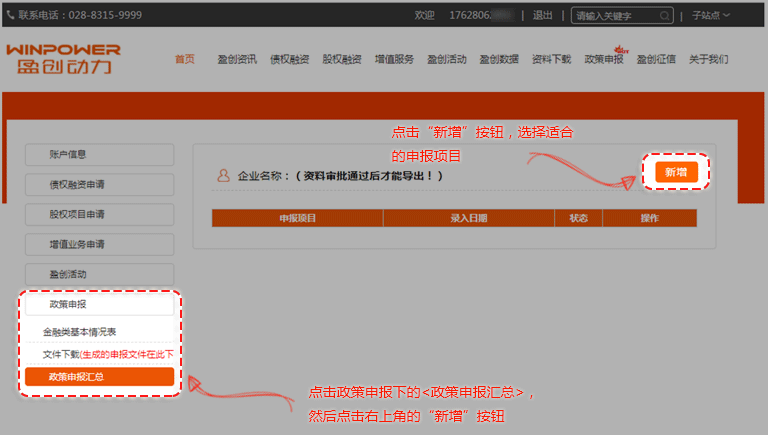 联系电话：028-8315-9999 欢迎 1762806. | 退出 | 请输入关键字 | 子站点
WINPOWER
盈创动力
首页 盈创资讯 债权融资 股权融资 增值服务 盈创活动 盈创数据 资料下载 政策申报 盈创征信 关于我们
点击“新增”按钮，选择适合
的申报项目
账户信息
债权融资申请
股权项目申请
增值业务申请
盈创活动
政策申报
金融类基本情况表
文件下载(生成的申报文件在此下
政策申报汇总
企业名称：（资料审批通过后才能导出！）
新增
申报项目 录入日期 状态 操作
点击政策申报下的<政策申报汇总>，
然后点击右上角的“新增”按钮